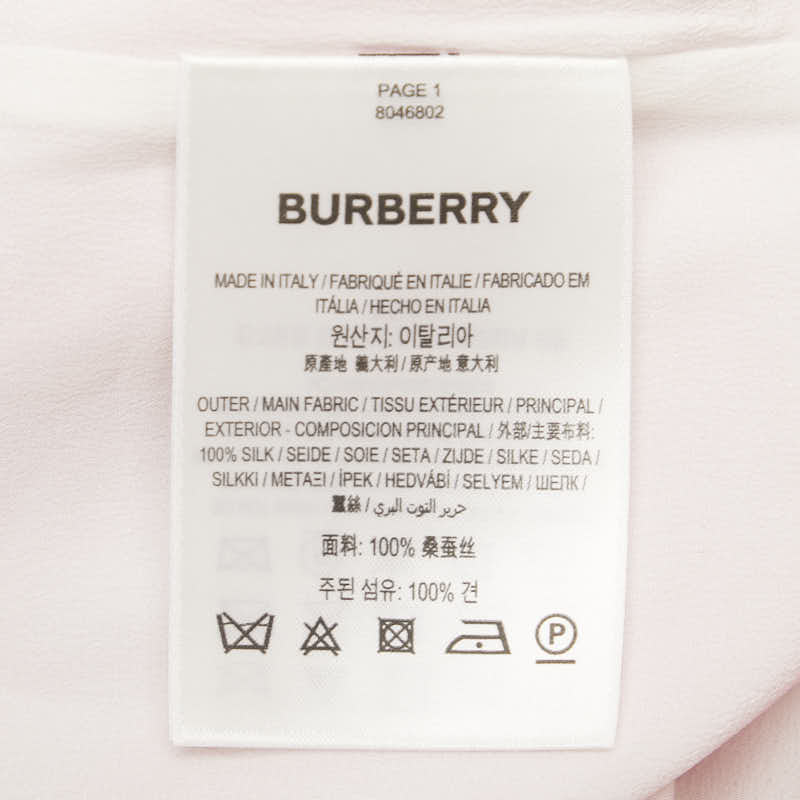 PAGE 1
8046802
BURBERRY
MADE IN ITALY / FABRIQUÉ EN ITALIE / FABRICADO EM
ITÁLIA / HECHO EN ITALIA
원산지: 이탈리아
原產地 義大利 / 原产地 意大利
OUTER / MAIN FABRIC / TISSU EXTÉRIEUR / PRINCIPAL /
EXTERIOR - COMPOSICION PRINCIPAL / 外部/主要布料:
100% SILK / SEIDE / SOIE / SETA / ZIJDE / SILKE / SEDA /
SILKKI / ΜΕΤΑΞΙ / İPEK / HEDVÁBÍ / SELYEM / ШЕЛК /
蠶絲 / حرير التوت البري
面料: 100% 桑蚕丝
주된 섬유: 100% 견
P